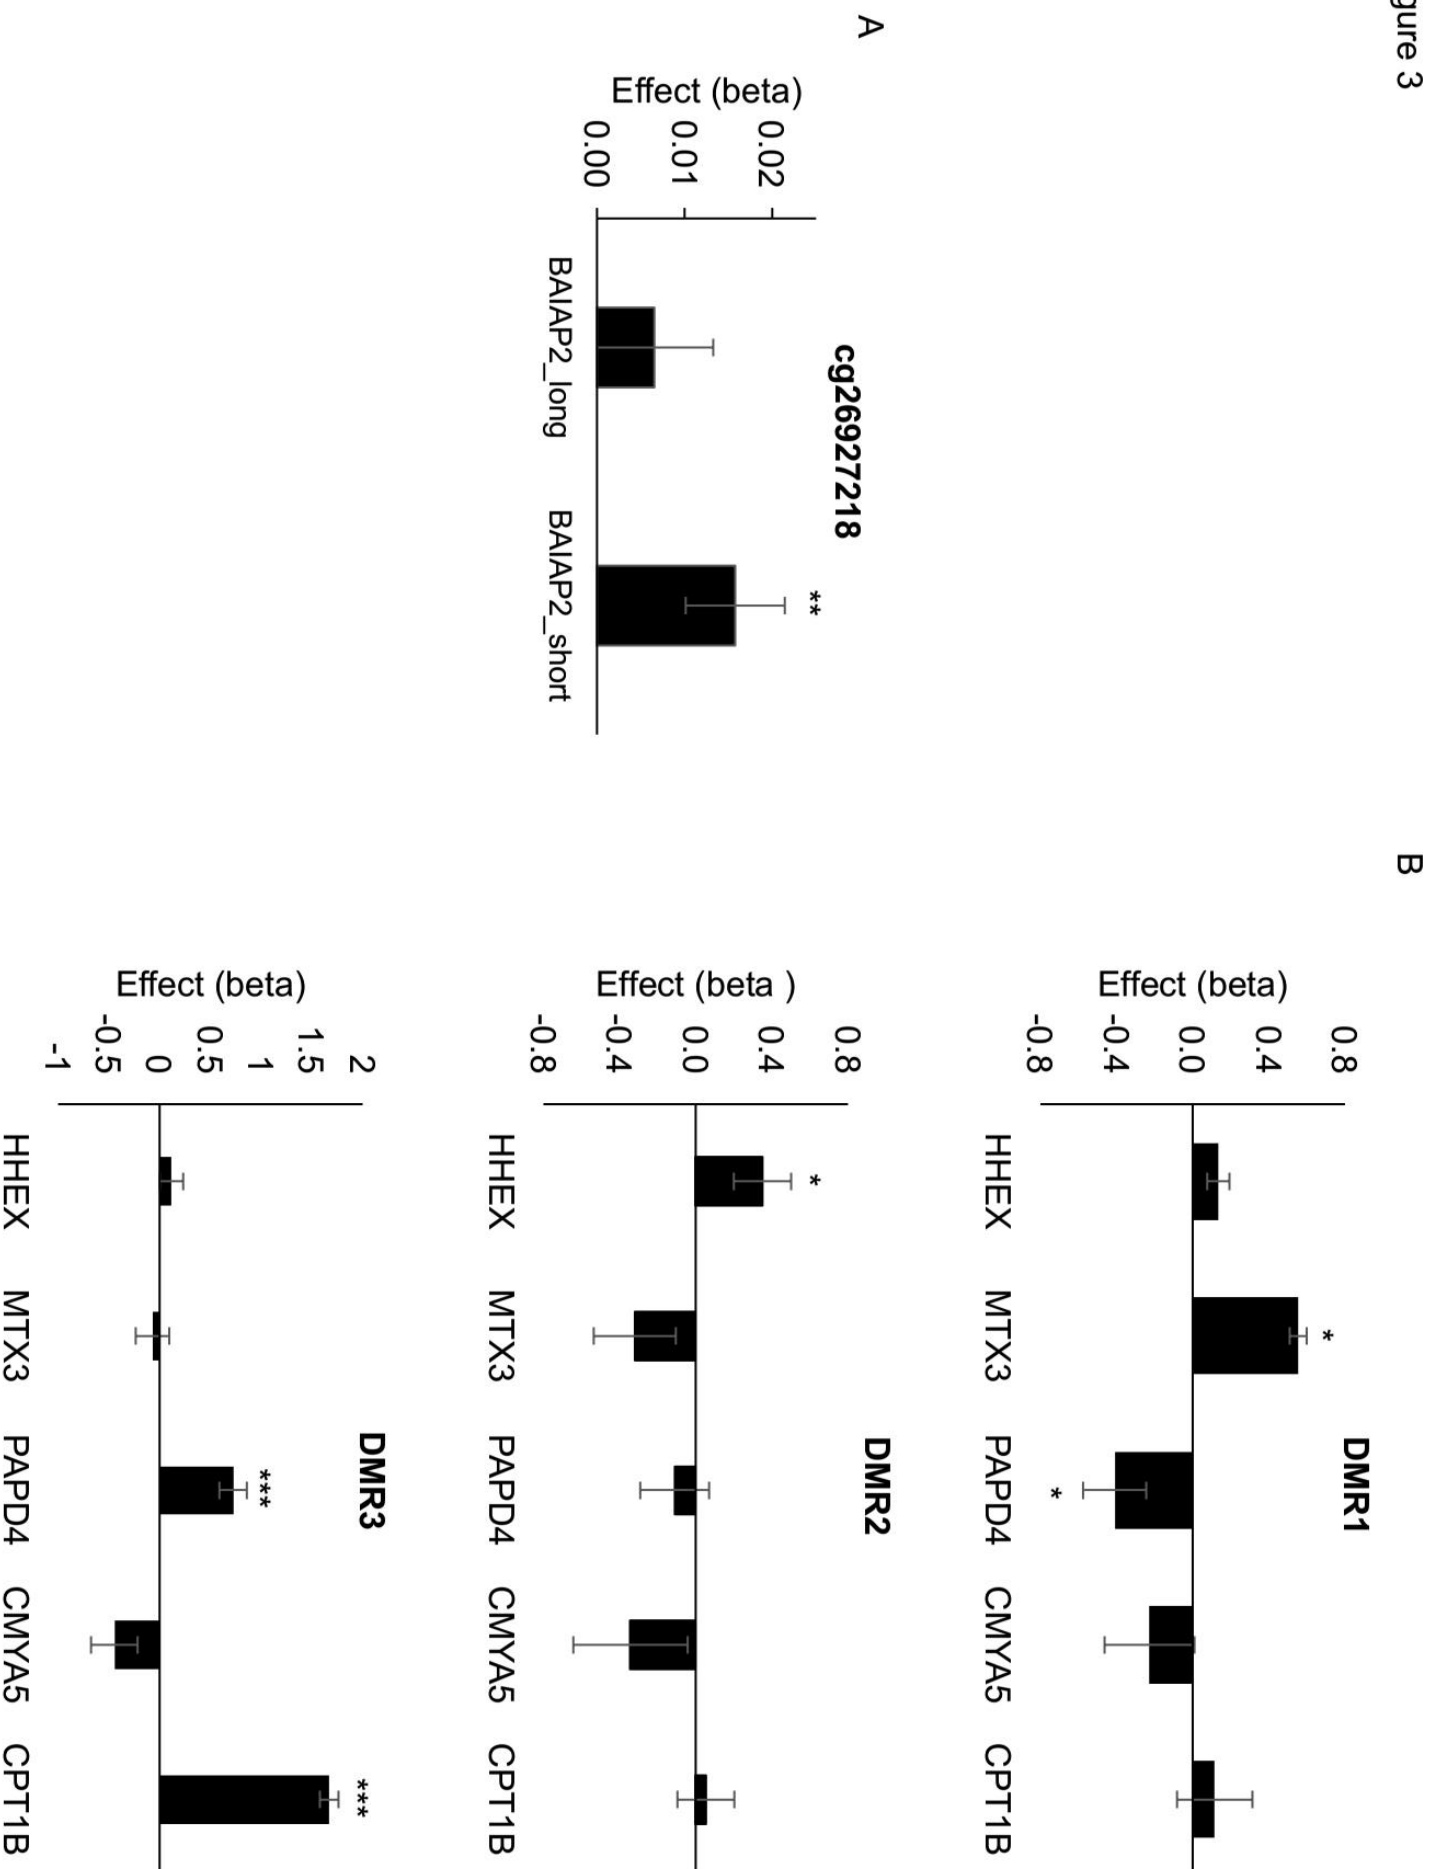 gure 3
A
B
cg26927218
Effect (beta)
0.02
0.01
0.00
**
BAIAP2_long
BAIAP2_short
DMR1
Effect (beta)
0.8
0.4
0.0
-0.4
-0.8
*
*
HHEX MTX3 PAPD4 CMYA5 CPT1B
DMR2
Effect (beta )
0.8
0.4
0.0
-0.4
-0.8
*
HHEX MTX3 PAPD4 CMYA5 CPT1B
DMR3
Effect (beta)
2
1.5
1
0.5
0
-0.5
-1
***
***
HHEX MTX3 PAPD4 CMYA5 CPT1B